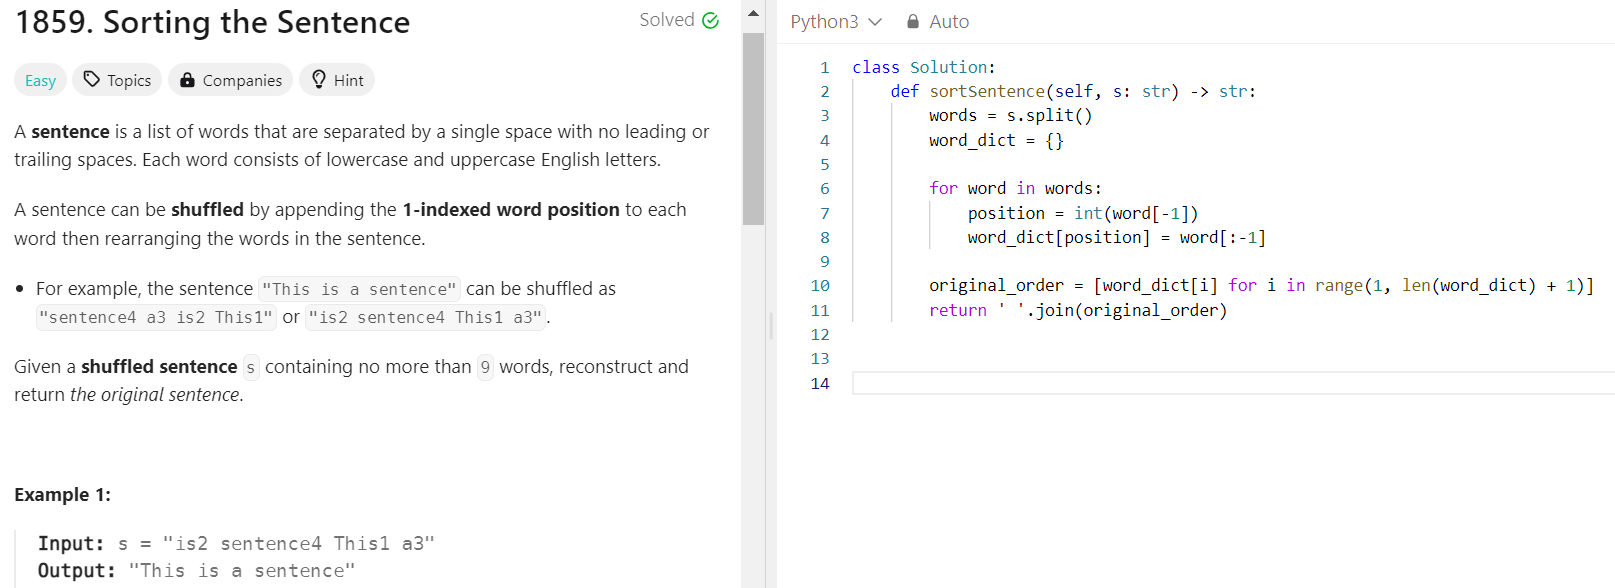 1859. Sorting the Sentence
Solved
Easy
Topics
Companies
Hint
A sentence is a list of words that are separated by a single space with no leading or
trailing spaces. Each word consists of lowercase and uppercase English letters.
A sentence can be shuffled by appending the 1-indexed word position to each
word then rearranging the words in the sentence.
• For example, the sentence "This is a sentence" can be shuffled as
"sentence4 a3 is2 This1" or "is2 sentence4 This1 a3".
Given a shuffled sentence s containing no more than 9 words, reconstruct and
return the original sentence.
Example 1:
Input: s = "is2 sentence4 This1 a3"
Output: "This is a sentence"
Python3
Auto
1 class Solution:
2     def sortSentence(self, s: str) -> str:
3         words = s.split()
4         word_dict = {}
5
6         for word in words:
7             position = int(word[-1])
8             word_dict[position] = word[:-1]
9
10         original_order = [word_dict[i] for i in range(1, len(word_dict) + 1)]
11         return ' '.join(original_order)
12
13
14